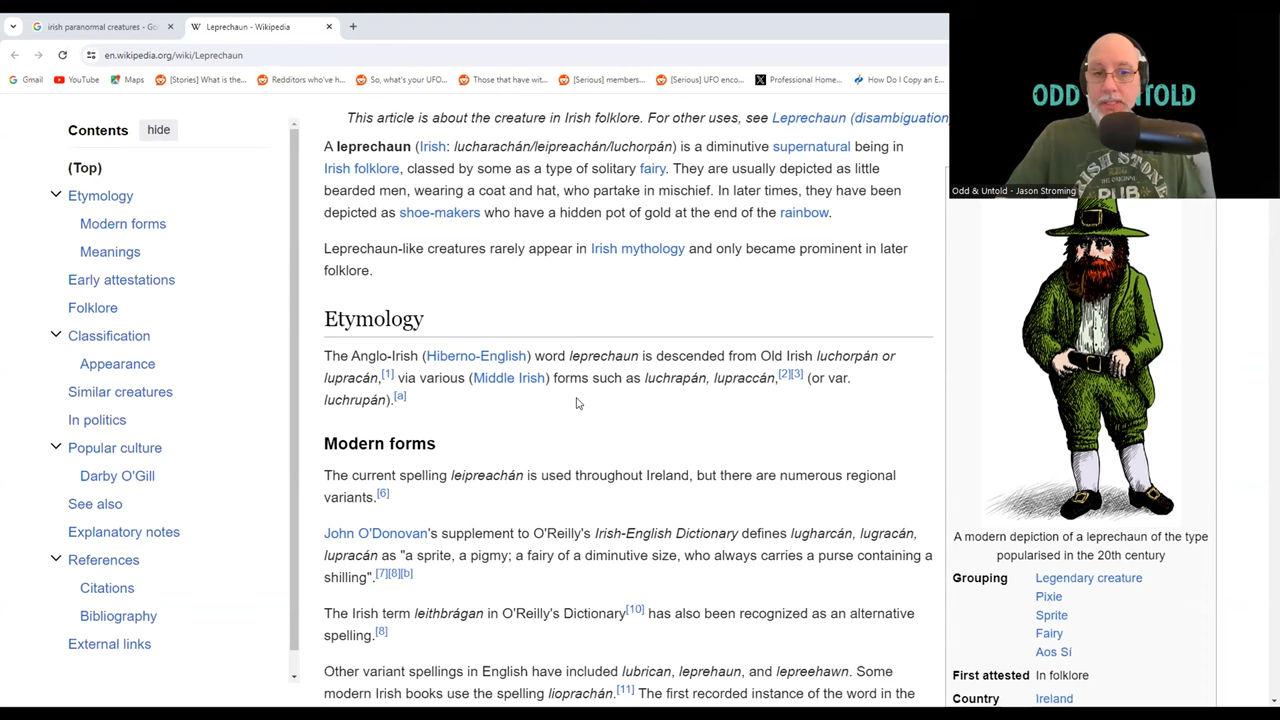 irish paranormal creatures - Go
Leprechaun - Wikipedia
en.wikipedia.org/wiki/Leprechaun
Gmail
YouTube
Maps
[Stories] What is the...
Redditors who've h...
So, what's your UFO...
Those that have wit...
[Serious] members...
[Serious] UFO enco...
Professional Home...
How Do I Copy an E...
ODD UNTOLD
IRISH STONE
THE ORIGINAL
PUB
Odd & Untold - Jason Stroming
Contents hide
(Top)
Etymology
Modern forms
Meanings
Early attestations
Folklore
Classification
Appearance
Similar creatures
In politics
Popular culture
Darby O'Gill
See also
Explanatory notes
References
Citations
Bibliography
External links
This article is about the creature in Irish folklore. For other uses, see Leprechaun (disambiguation
A leprechaun (Irish: lucharachán/leipreachán/luchorpán) is a diminutive supernatural being in
Irish folklore, classed by some as a type of solitary fairy. They are usually depicted as little
bearded men, wearing a coat and hat, who partake in mischief. In later times, they have been
depicted as shoe-makers who have a hidden pot of gold at the end of the rainbow.
Leprechaun-like creatures rarely appear in Irish mythology and only became prominent in later
folklore.
Etymology
The Anglo-Irish (Hiberno-English) word leprechaun is descended from Old Irish luchorpán or
lupracán,[1] via various (Middle Irish) forms such as luchrapán, lupraccán,[2][3] (or var.
luchrupán).[a]
Modern forms
The current spelling leipreachán is used throughout Ireland, but there are numerous regional
variants.[6]
John O'Donovan's supplement to O'Reilly's Irish-English Dictionary defines lugharcán, lugracán,
lupracán as "a sprite, a pigmy; a fairy of a diminutive size, who always carries a purse containing a
shilling".[7][8][b]
The Irish term leithbrágan in O'Reilly's Dictionary[10] has also been recognized as an alternative
spelling.[8]
Other variant spellings in English have included lubrican, leprehaun, and lepreehawn. Some
modern Irish books use the spelling lioprachán.[11] The first recorded instance of the word in the
A modern depiction of a leprechaun of the type
popularised in the 20th century
Grouping Legendary creature
Pixie
Sprite
Fairy
Aos Sí
First attested In folklore
Country Ireland